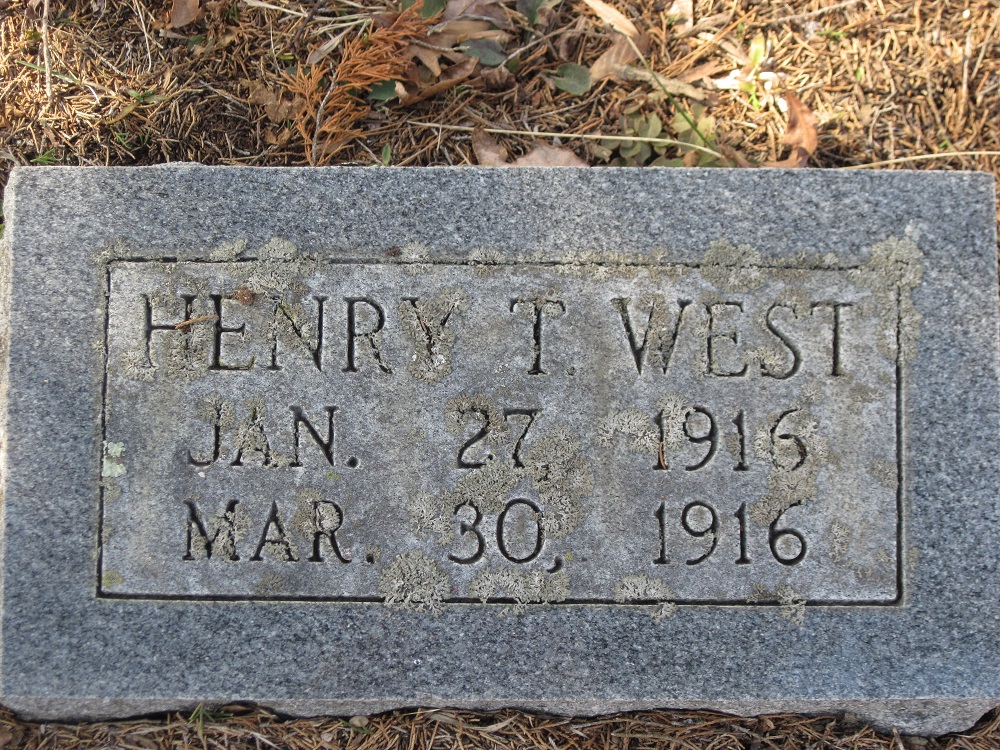 HENRY T. WEST
JAN. 27 1916
MAR. 30, 1916